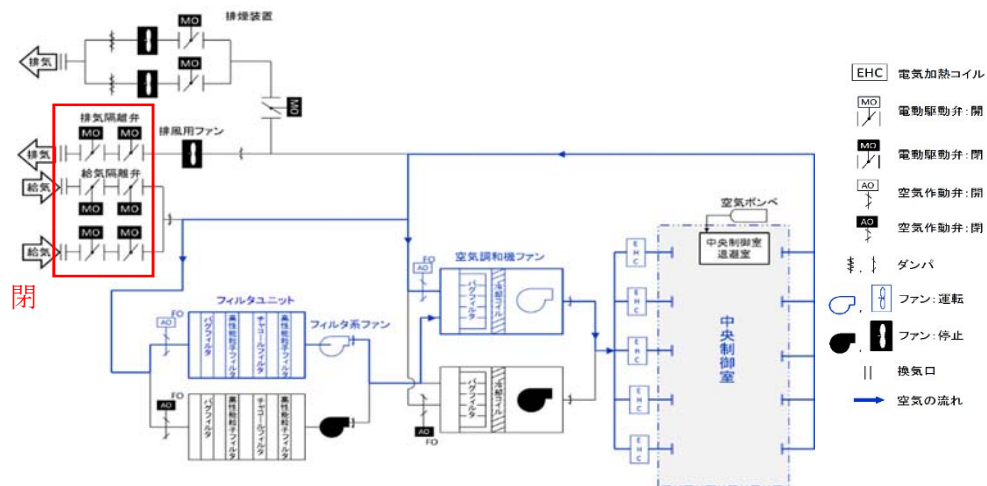 排煙装置
MO
MO
排気
MO
排気隔離弁
MO
MO
排風用ファン
排気
給気隔離弁
給気
MO
MO
MO
MO
給気
閉
空気ボンベ
中央制御室
退避室
FO
AO
空気調和機ファン
バグフィルタ
冷却コイル
EHC
EHC
EHC
EHC
EHC
中央制御室
フィルタユニット
FO
AO
バグフィルタ
高性能粒子フィルタ
チャコールフィルタ
高性能粒子フィルタ
フィルタ系ファン
FO
AO
バグフィルタ
高性能粒子フィルタ
チャコールフィルタ
高性能粒子フィルタ
AO
FO
バグフィルタ
冷却コイル
EHC 電気加熱コイル
MO 電動駆動弁:開
MO 電動駆動弁:閉
AO 空気作動弁:開
AO 空気作動弁:閉
, ダンパ
, ファン:運転
, ファン:停止
換気口
空気の流れ